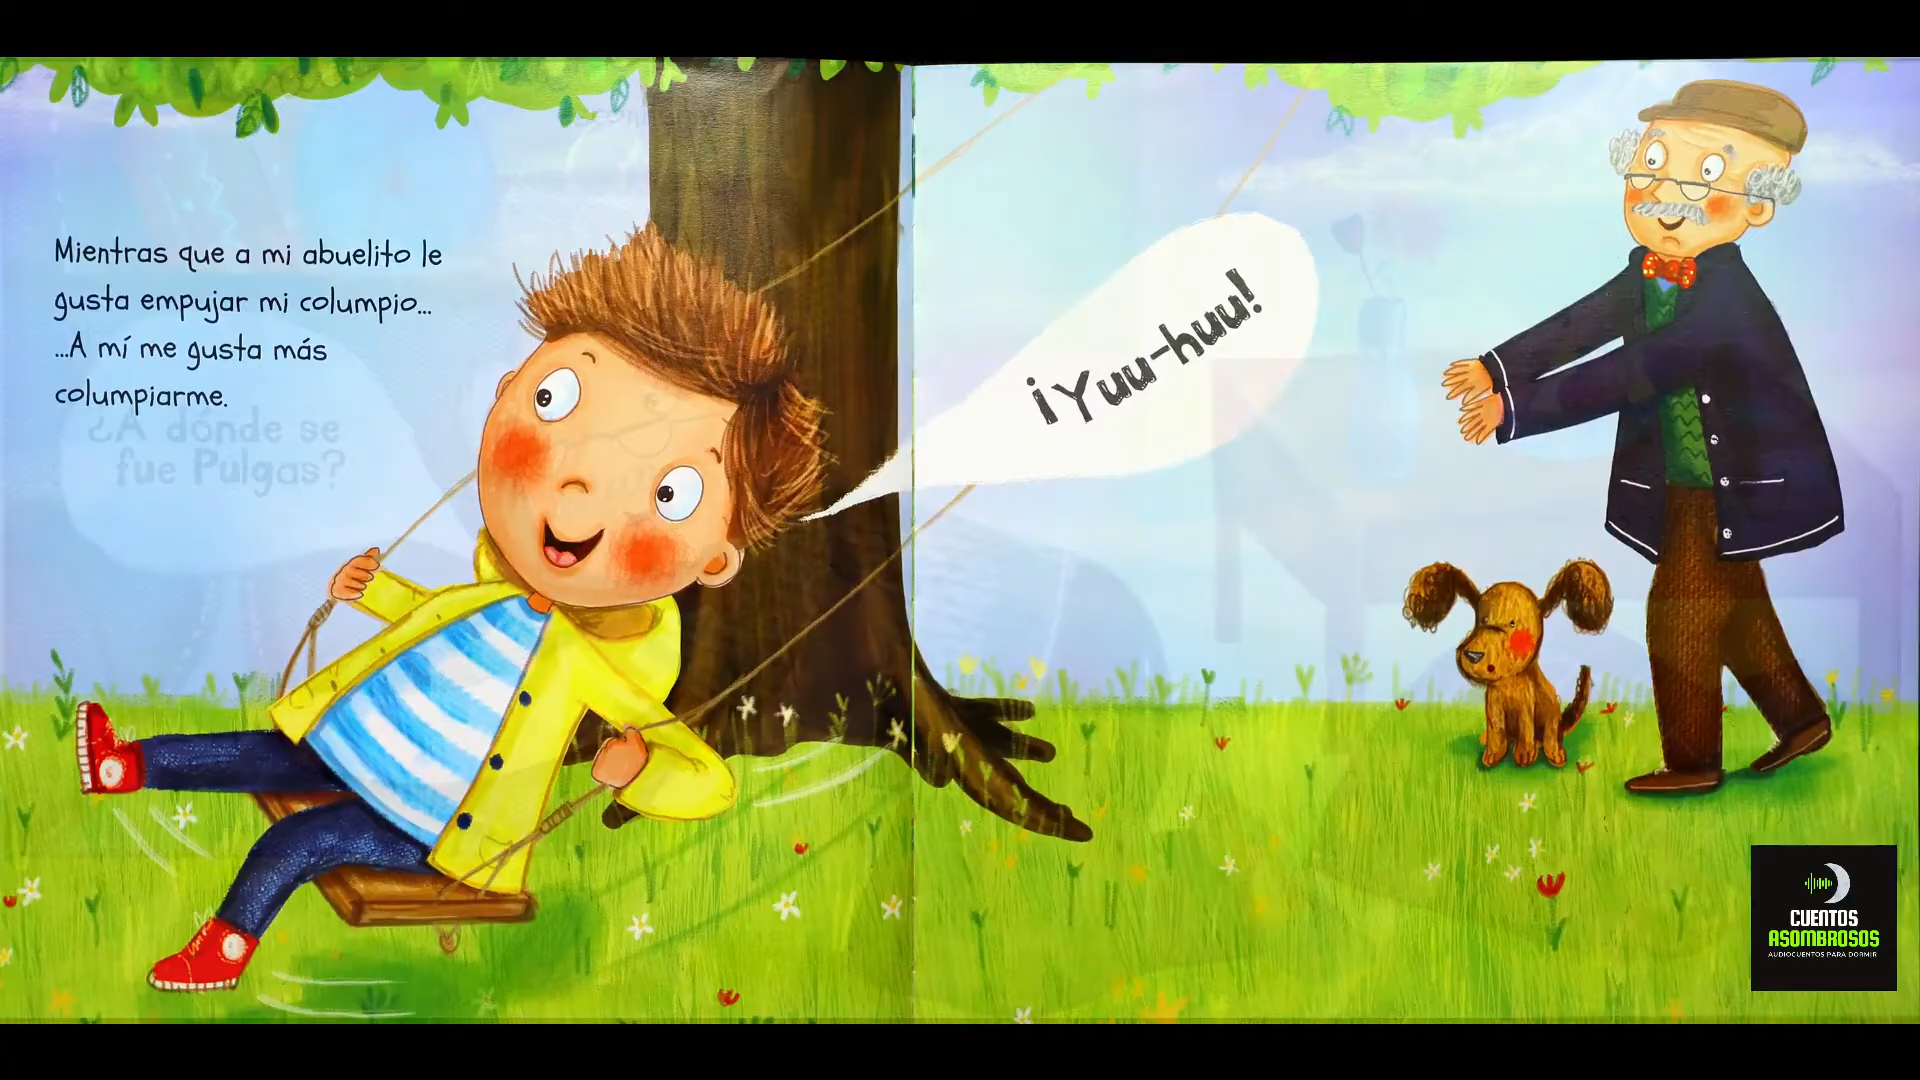 Mientras que a mi abuelito le
gusta empujar mi columpio...
...A mí me gusta más
columpiarme.
¿A dónde se
fue Pulgas?
¡Yuu-huu!
CUENTOS
ASOMBROSOS
AUDIOCUENTOS PARA DORMIR